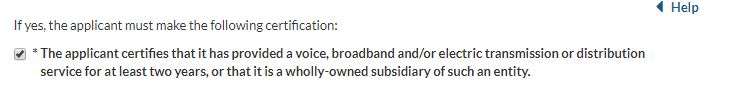 Help
If yes, the applicant must make the following certification:
* The applicant certifies that it has provided a voice, broadband and/or electric transmission or distribution
service for at least two years, or that it is a wholly-owned subsidiary of such an entity.